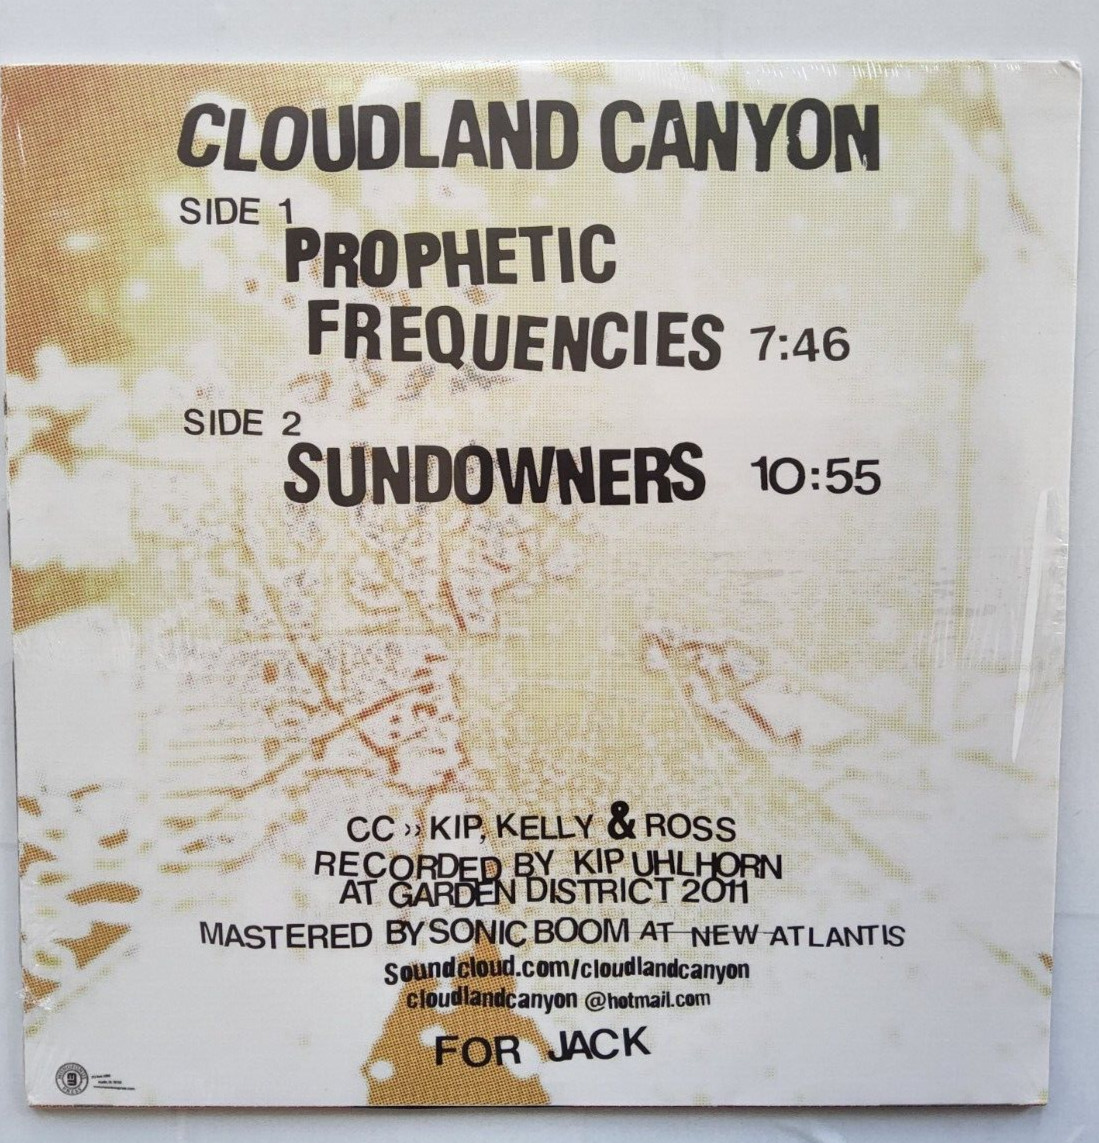 CLOUDLAND CANYON
SIDE 1
PROPHETIC
FREQUENCIES 7:46
SIDE 2
SUNDOWNERS 10:55
CC ›› KIP, KELLY & ROSS
RECORDED BY KIP UHLHORN
AT GARDEN DISTRICT 2011
MASTERED BY SONIC BOOM AT NEW ATLANTIS
Soundcloud.com/cloudlandcanyon
cloudlandcanyon @hotmail.com
FOR JACK